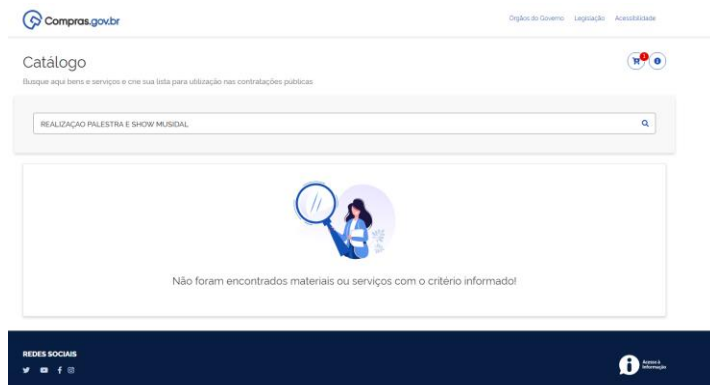 Compras.gov.br
Órgãos do Governo Legislação Acessibilidade
Catálogo
Busque aqui bens e serviços e crie sua lista para utilização nas contratações públicas
REALIZAÇAO PALESTRA E SHOW MUSIDAL
Não foram encontrados materiais ou serviços com o critério informado!
REDES SOCIAIS
Acesso à
Informação